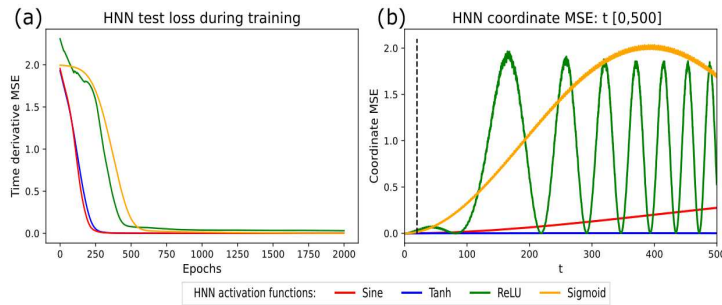 (a)
HNN test loss during training
Time derivative MSE
2.0
1.5
1.0
0.5
0.0
0
250
500
750
1000
1250
1500
1750
2000
Epochs
(b)
HNN coordinate MSE: t [0,500]
Coordinate MSE
2.0
1.5
1.0
0.5
0.0
0
100
200
300
400
500
t
HNN activation functions: Sine Tanh ReLU Sigmoid